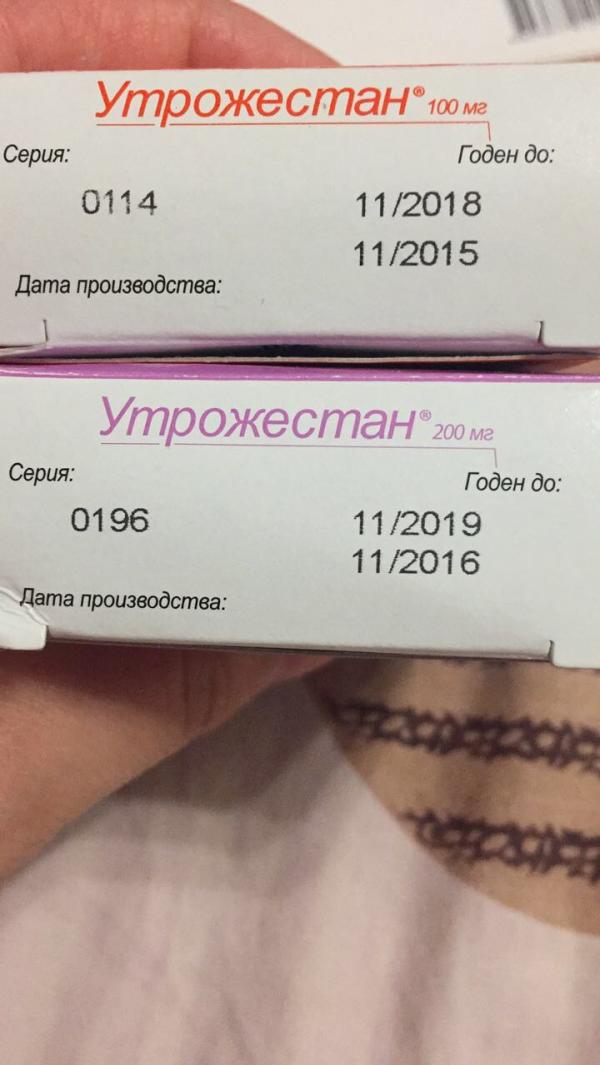 Утрожестан® 100 мг
Серия: Годен до:
0114 11/2018
11/2015
Дата производства:
Утрожестан® 200 мг
Серия: Годен до:
0196 11/2019
11/2016
Дата производства: